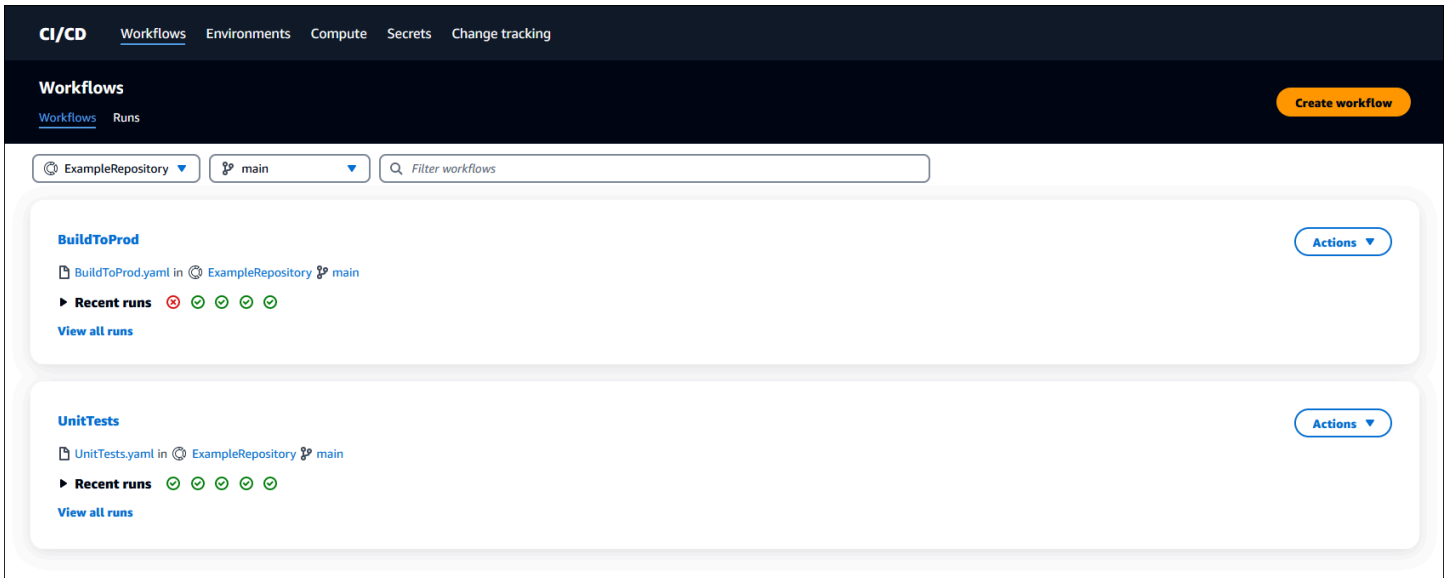 CI/CD Workflows Environments Compute Secrets Change tracking
Workflows
Create workflow
Workflows Runs
ExampleRepository main Filter workflows
BuildToProd
Actions
BuildToProd.yaml in ExampleRepository main
Recent runs
View all runs
UnitTests
Actions
UnitTests.yaml in ExampleRepository main
Recent runs
View all runs